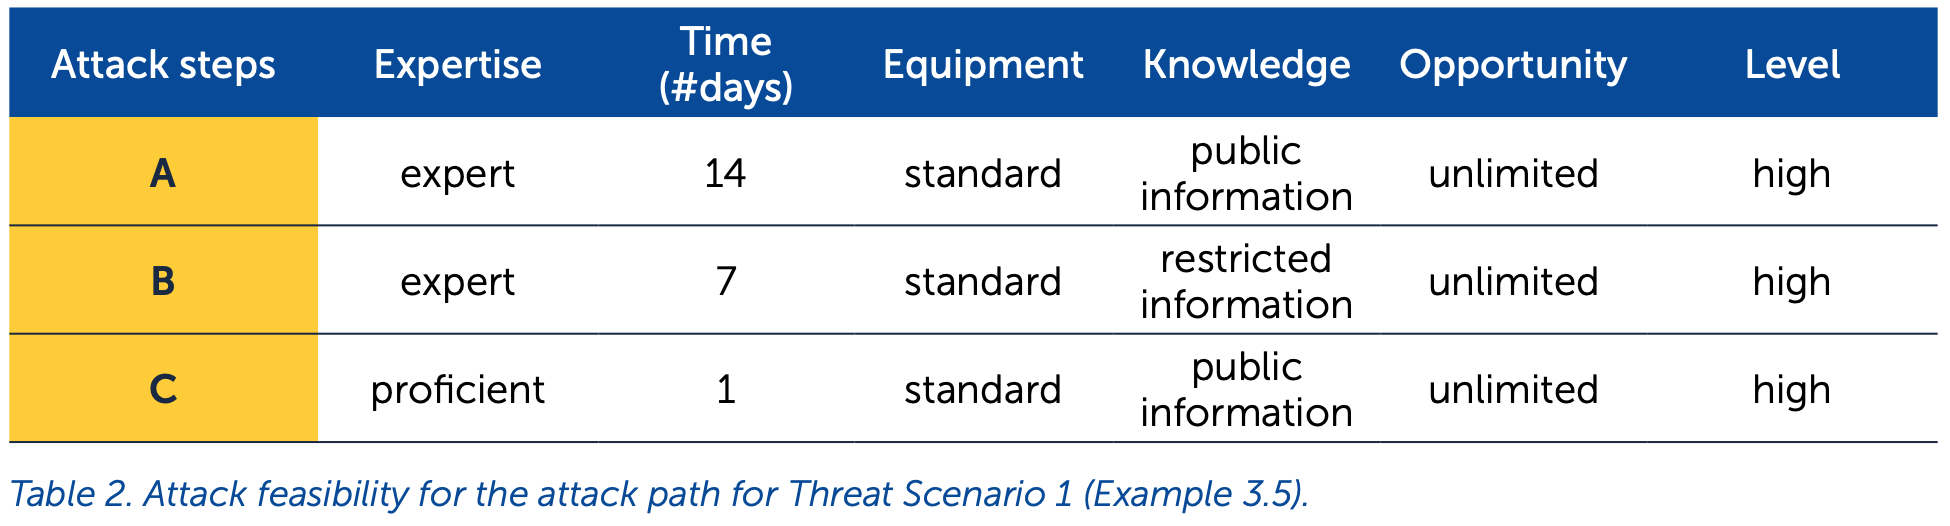 Attack steps Expertise Time (#days) Equipment Knowledge Opportunity Level
A expert 14 standard public information unlimited high
B expert 7 standard restricted information unlimited high
C proficient 1 standard public information unlimited high
Table 2. Attack feasibility for the attack path for Threat Scenario 1 (Example 3.5).